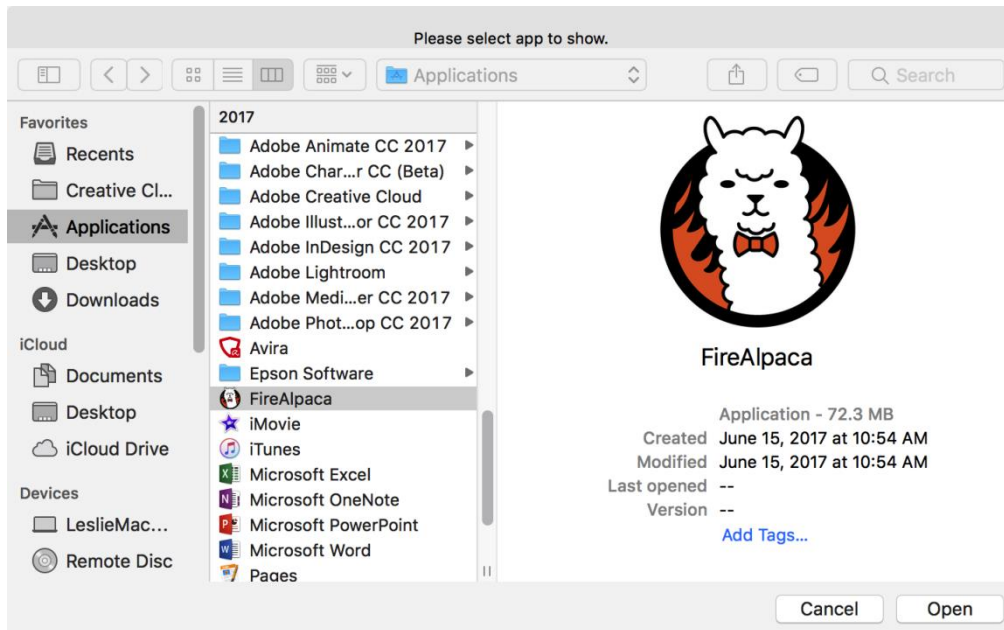 Please select app to show.
Applications
Search
Favorites
Recents
Creative Cl...
Applications
Desktop
Downloads
iCloud
Documents
Desktop
iCloud Drive
Devices
LeslieMac...
Remote Disc
2017
Adobe Animate CC 2017
Adobe Char...r CC (Beta)
Adobe Creative Cloud
Adobe Illust...or CC 2017
Adobe InDesign CC 2017
Adobe Lightroom
Adobe Medi...er CC 2017
Adobe Phot...op CC 2017
Avira
Epson Software
FireAlpaca
iMovie
iTunes
Microsoft Excel
Microsoft OneNote
Microsoft PowerPoint
Microsoft Word
Pages
FireAlpaca
Application - 72.3 MB
Created June 15, 2017 at 10:54 AM
Modified June 15, 2017 at 10:54 AM
Last opened --
Version --
Add Tags...
Cancel
Open